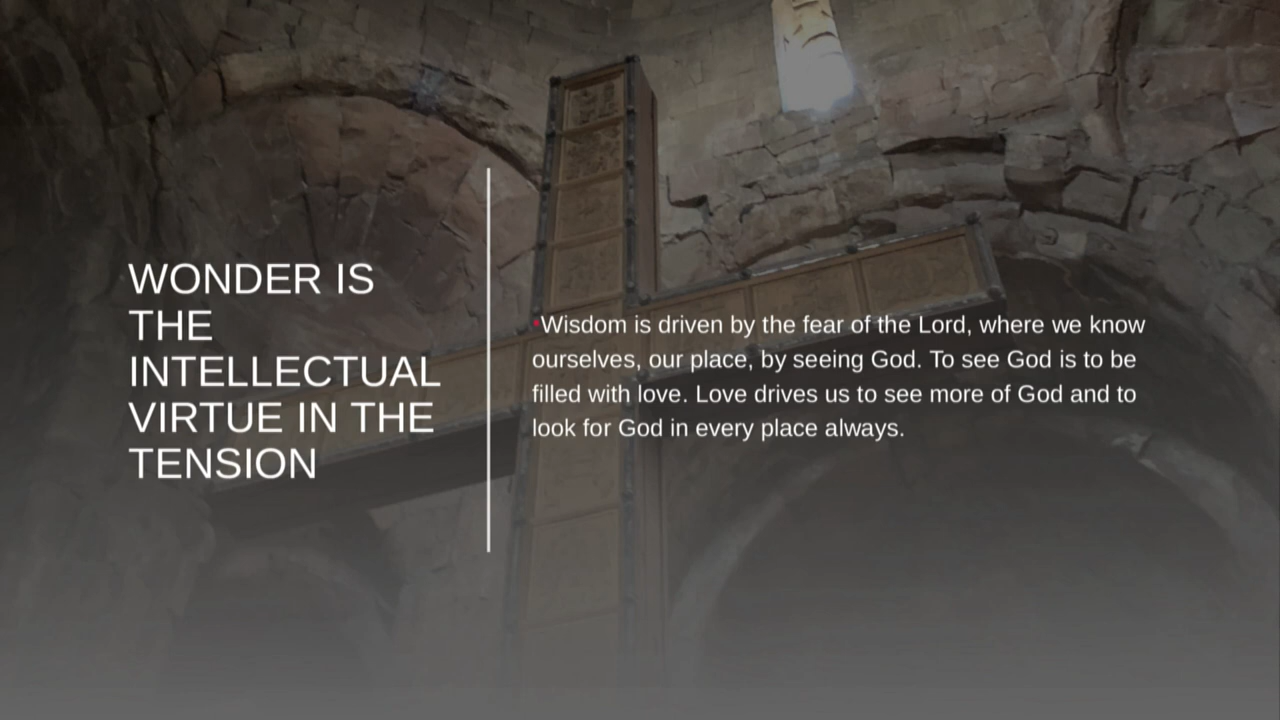 WONDER IS
THE
INTELLECTUAL
VIRTUE IN THE
TENSION
•Wisdom is driven by the fear of the Lord, where we know
ourselves, our place, by seeing God. To see God is to be
filled with love. Love drives us to see more of God and to
look for God in every place always.